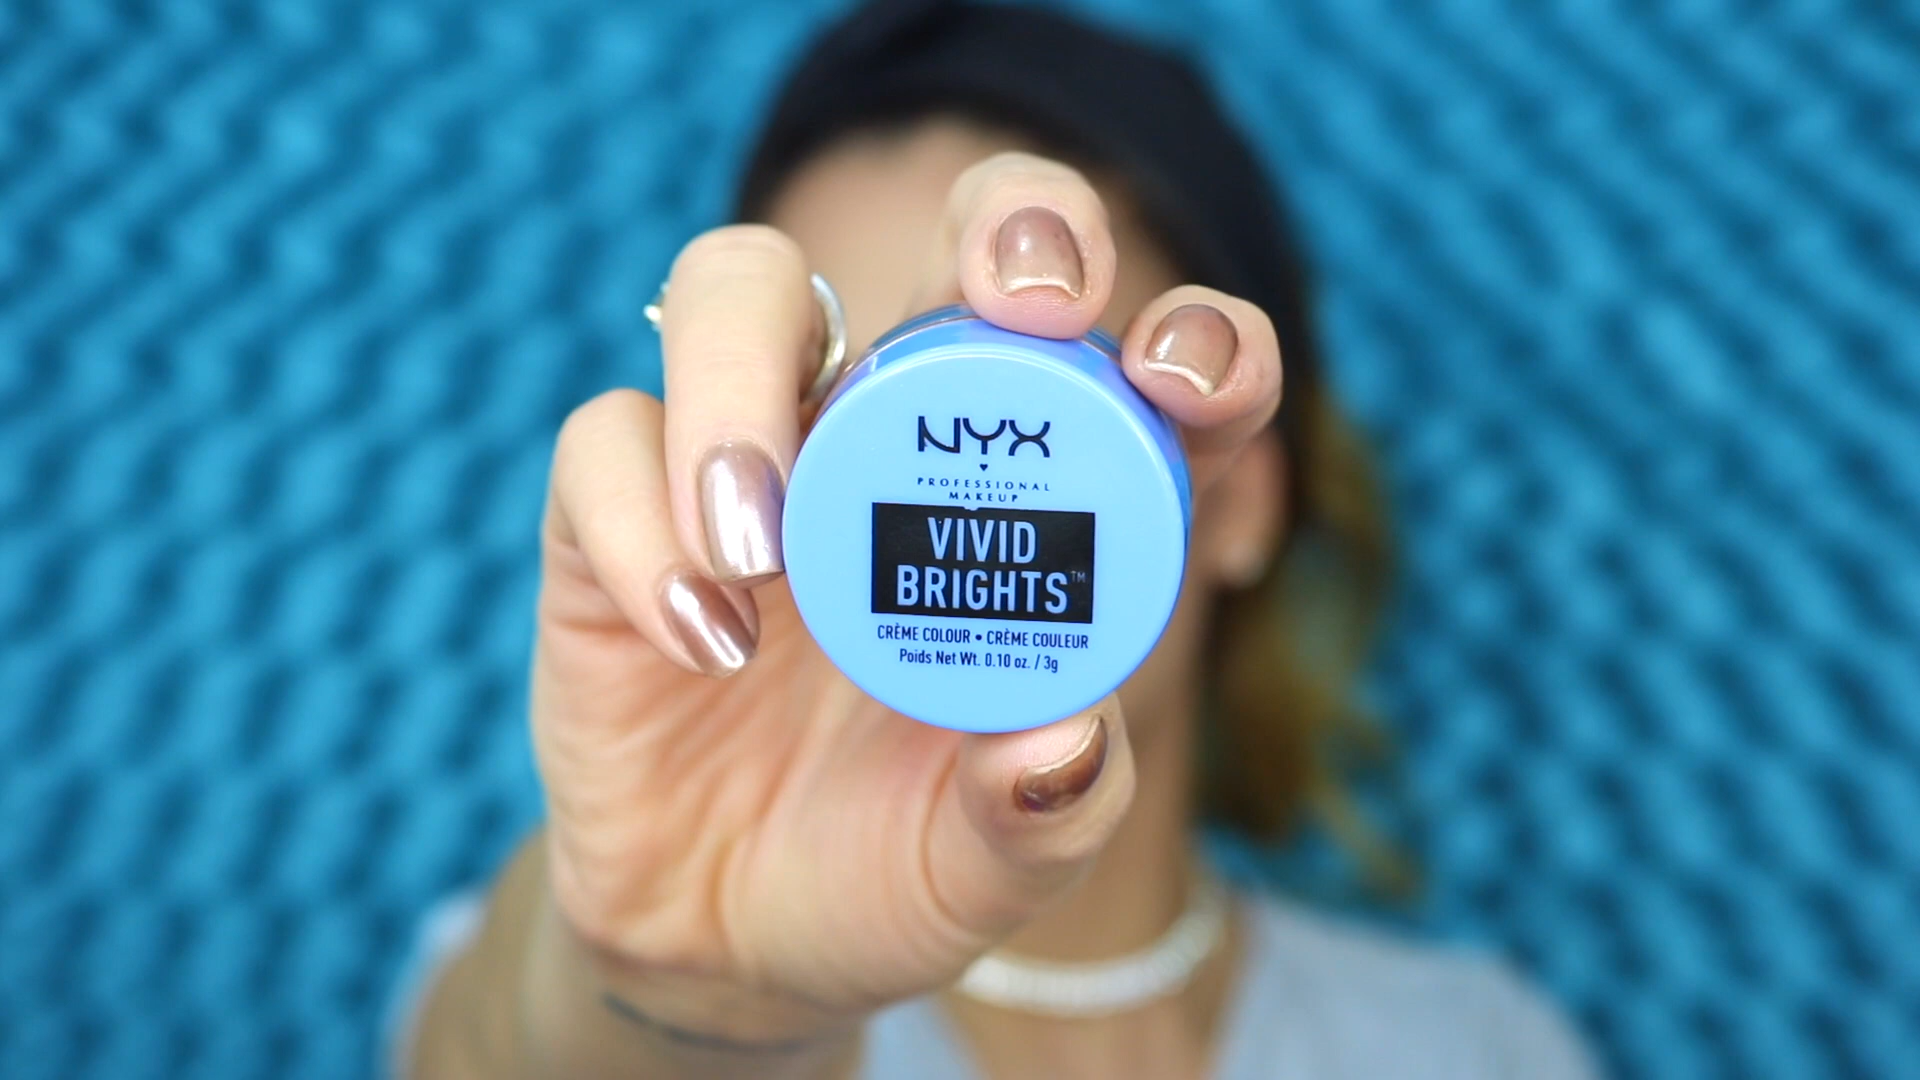 NYX
PROFESSIONAL
MAKEUP
VIVID
BRIGHTS™
CRÈME COLOUR • CRÈME COULEUR
Poids Net Wt. 0.10 oz. / 3g